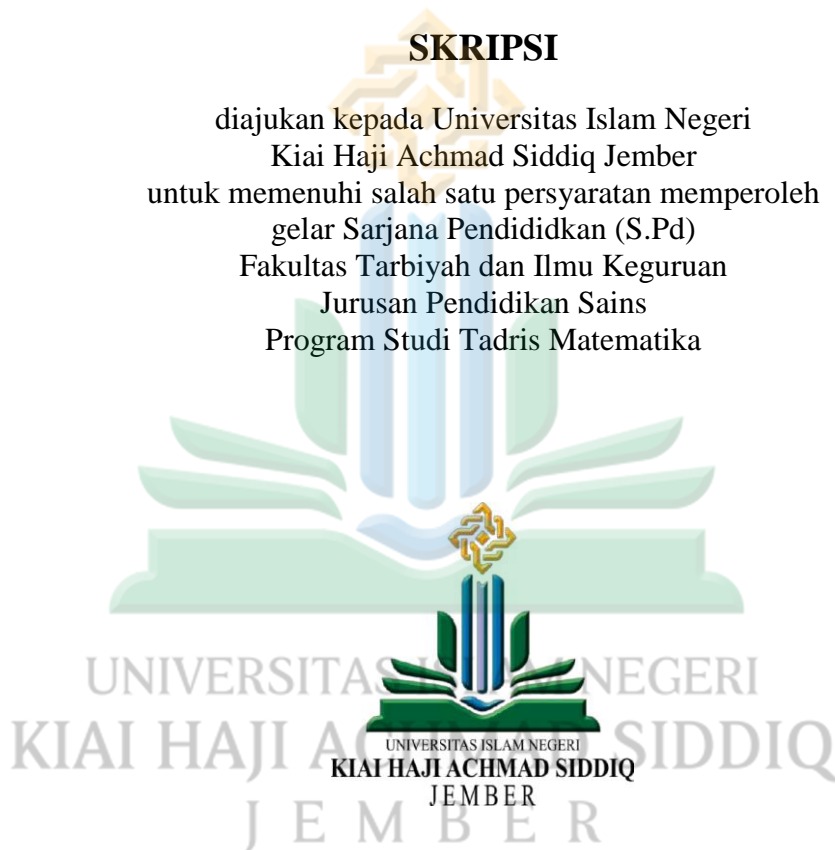 SKRIPSI
diajukan kepada Universitas Islam Negeri
Kiai Haji Achmad Siddiq Jember
untuk memenuhi salah satu persyaratan memperoleh
gelar Sarjana Pendididkan (S.Pd)
Fakultas Tarbiyah dan Ilmu Keguruan
Jurusan Pendidikan Sains
Program Studi Tadris Matematika
UNIVERSITAS ISLAM NEGERI
KIAI HAJI ACHMAD SIDDIQ
JEMBER
UNIVERSITAS ISLAM NEGERI
KIAI HAJI ACHMAD SIDDIQ
JEMBER